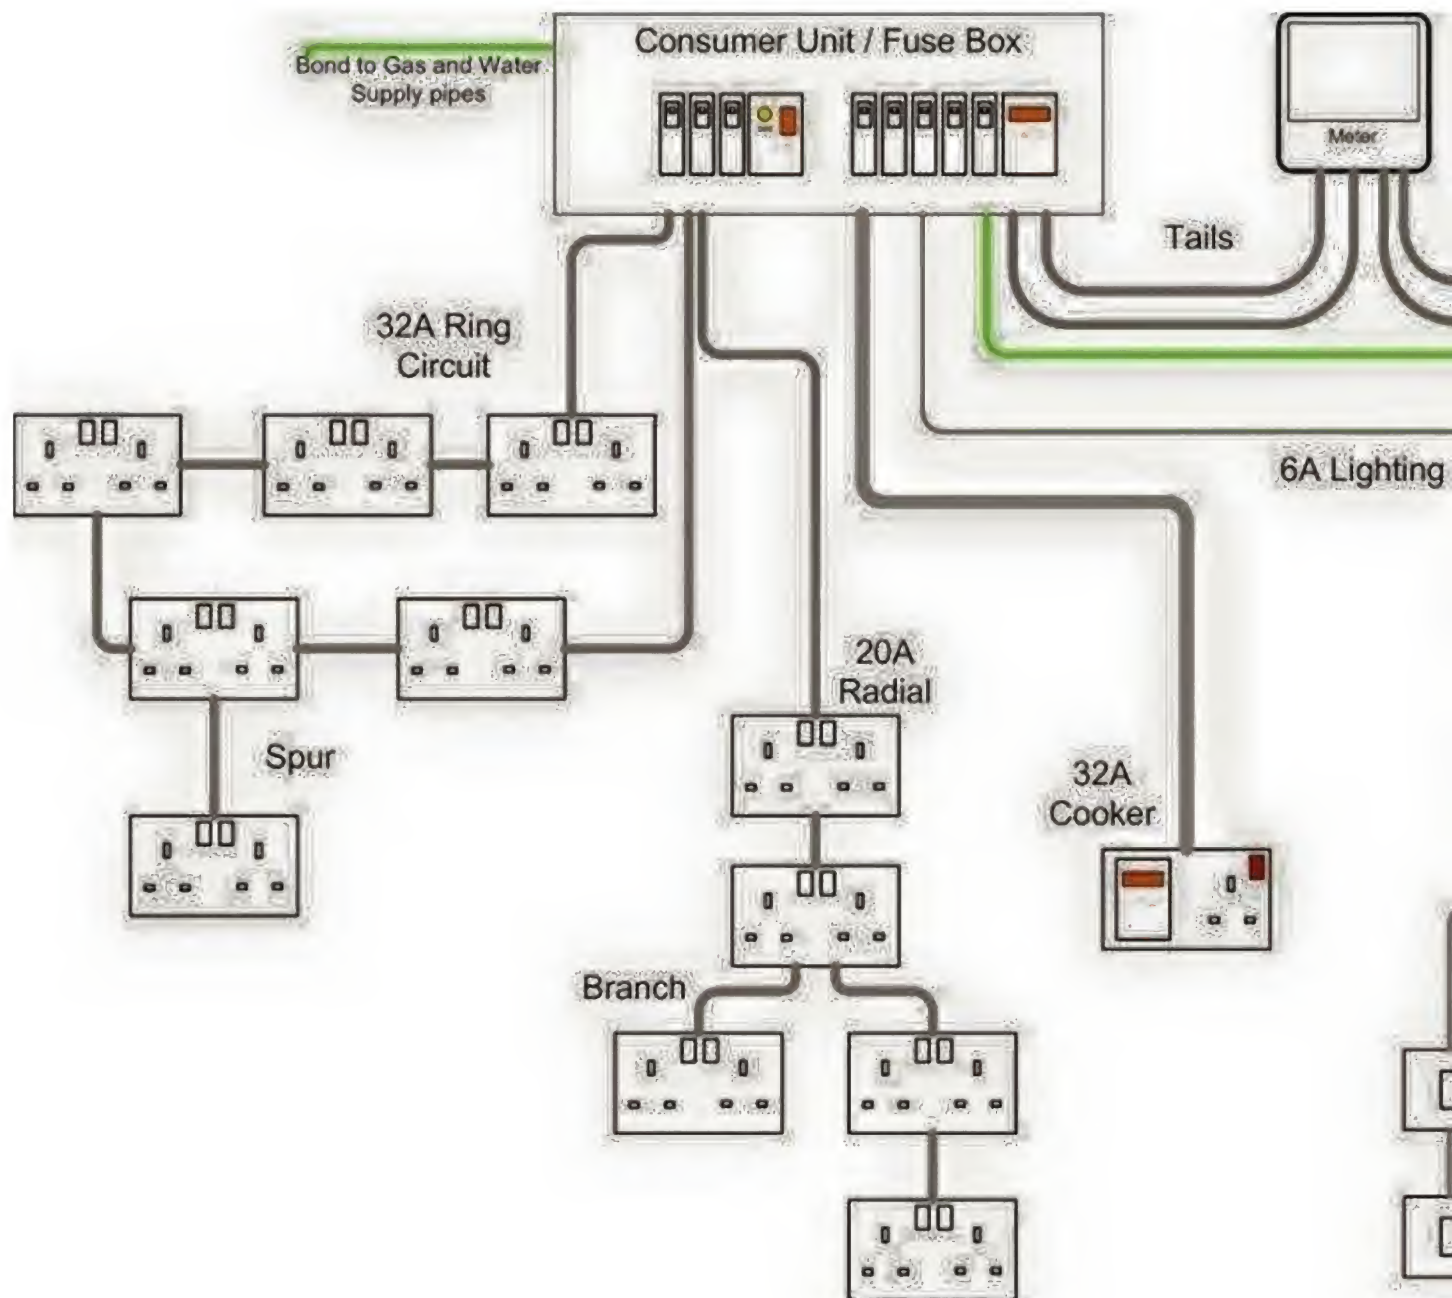 Consumer Unit / Fuse Box
Bond to Gas and Water
Supply pipes
Meter
Tails
32A Ring
Circuit
6A Lighting
20A
Radial
Spur
32A
Cooker
Branch